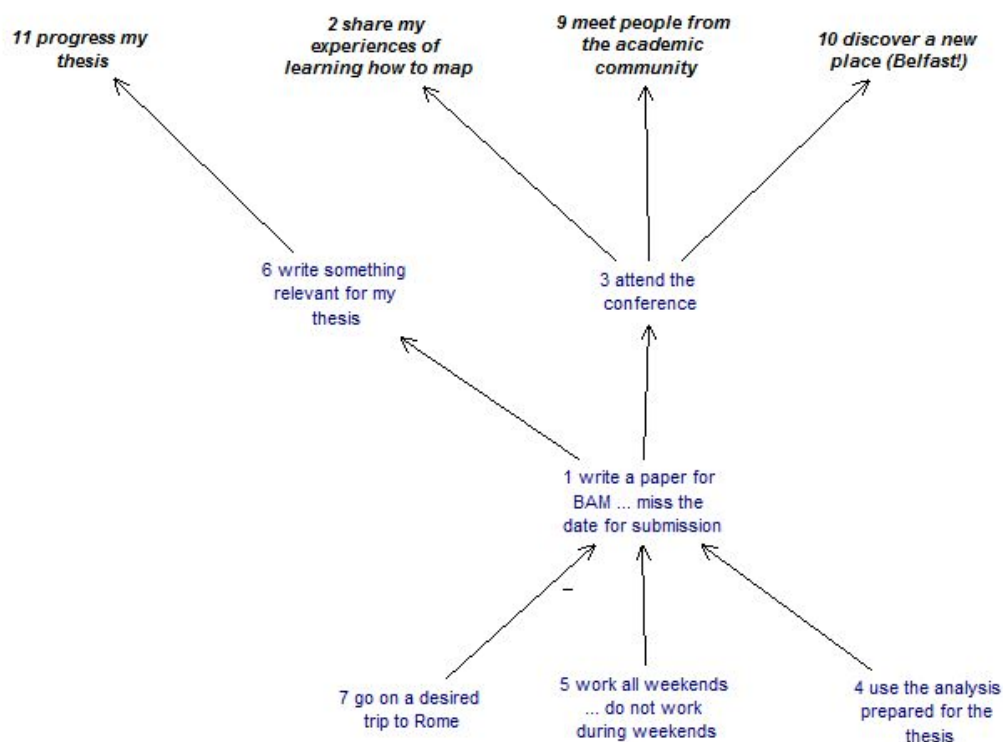 11 progress my
thesis
2 share my
experiences of
learning how to map
9 meet people from
the academic
community
10 discover a new
place (Belfast!)
6 write something
relevant for my
thesis
3 attend the
conference
1 write a paper for
BAM ... miss the
date for submission
–
7 go on a desired
trip to Rome
5 work all weekends
... do not work
during weekends
4 use the analysis
prepared for the
thesis